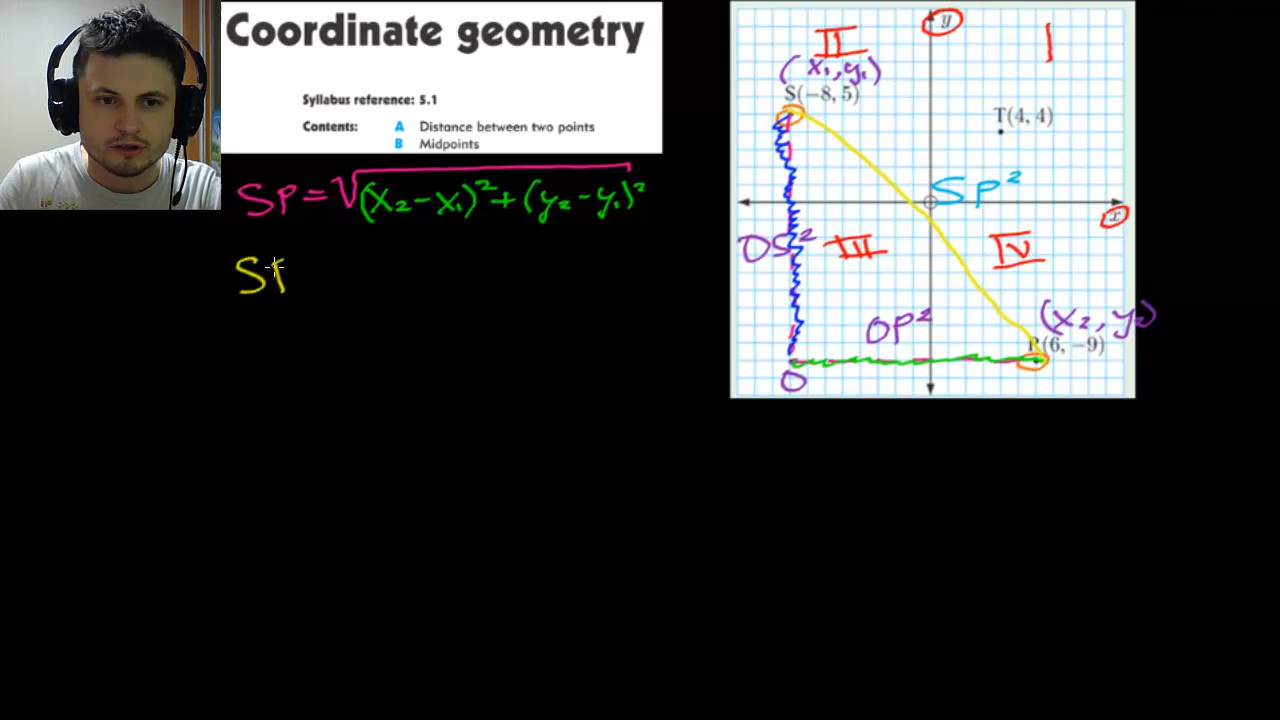 Coordinate geometry
Syllabus reference: 5.1
Contents: A Distance between two points
B Midpoints
SP = √(x₂ - x₁)² + (y₂ - y₁)²
SP
II
y
I
(x₁, y₁)
S(−8, 5)
T(4, 4)
SP²
x
OS²
III
IV
OP²
(x₂, y₂)
P(6, −9)
O